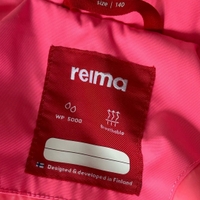 SIZE / 140
reima
WP 5000
breathable
Designed & developed in Finland